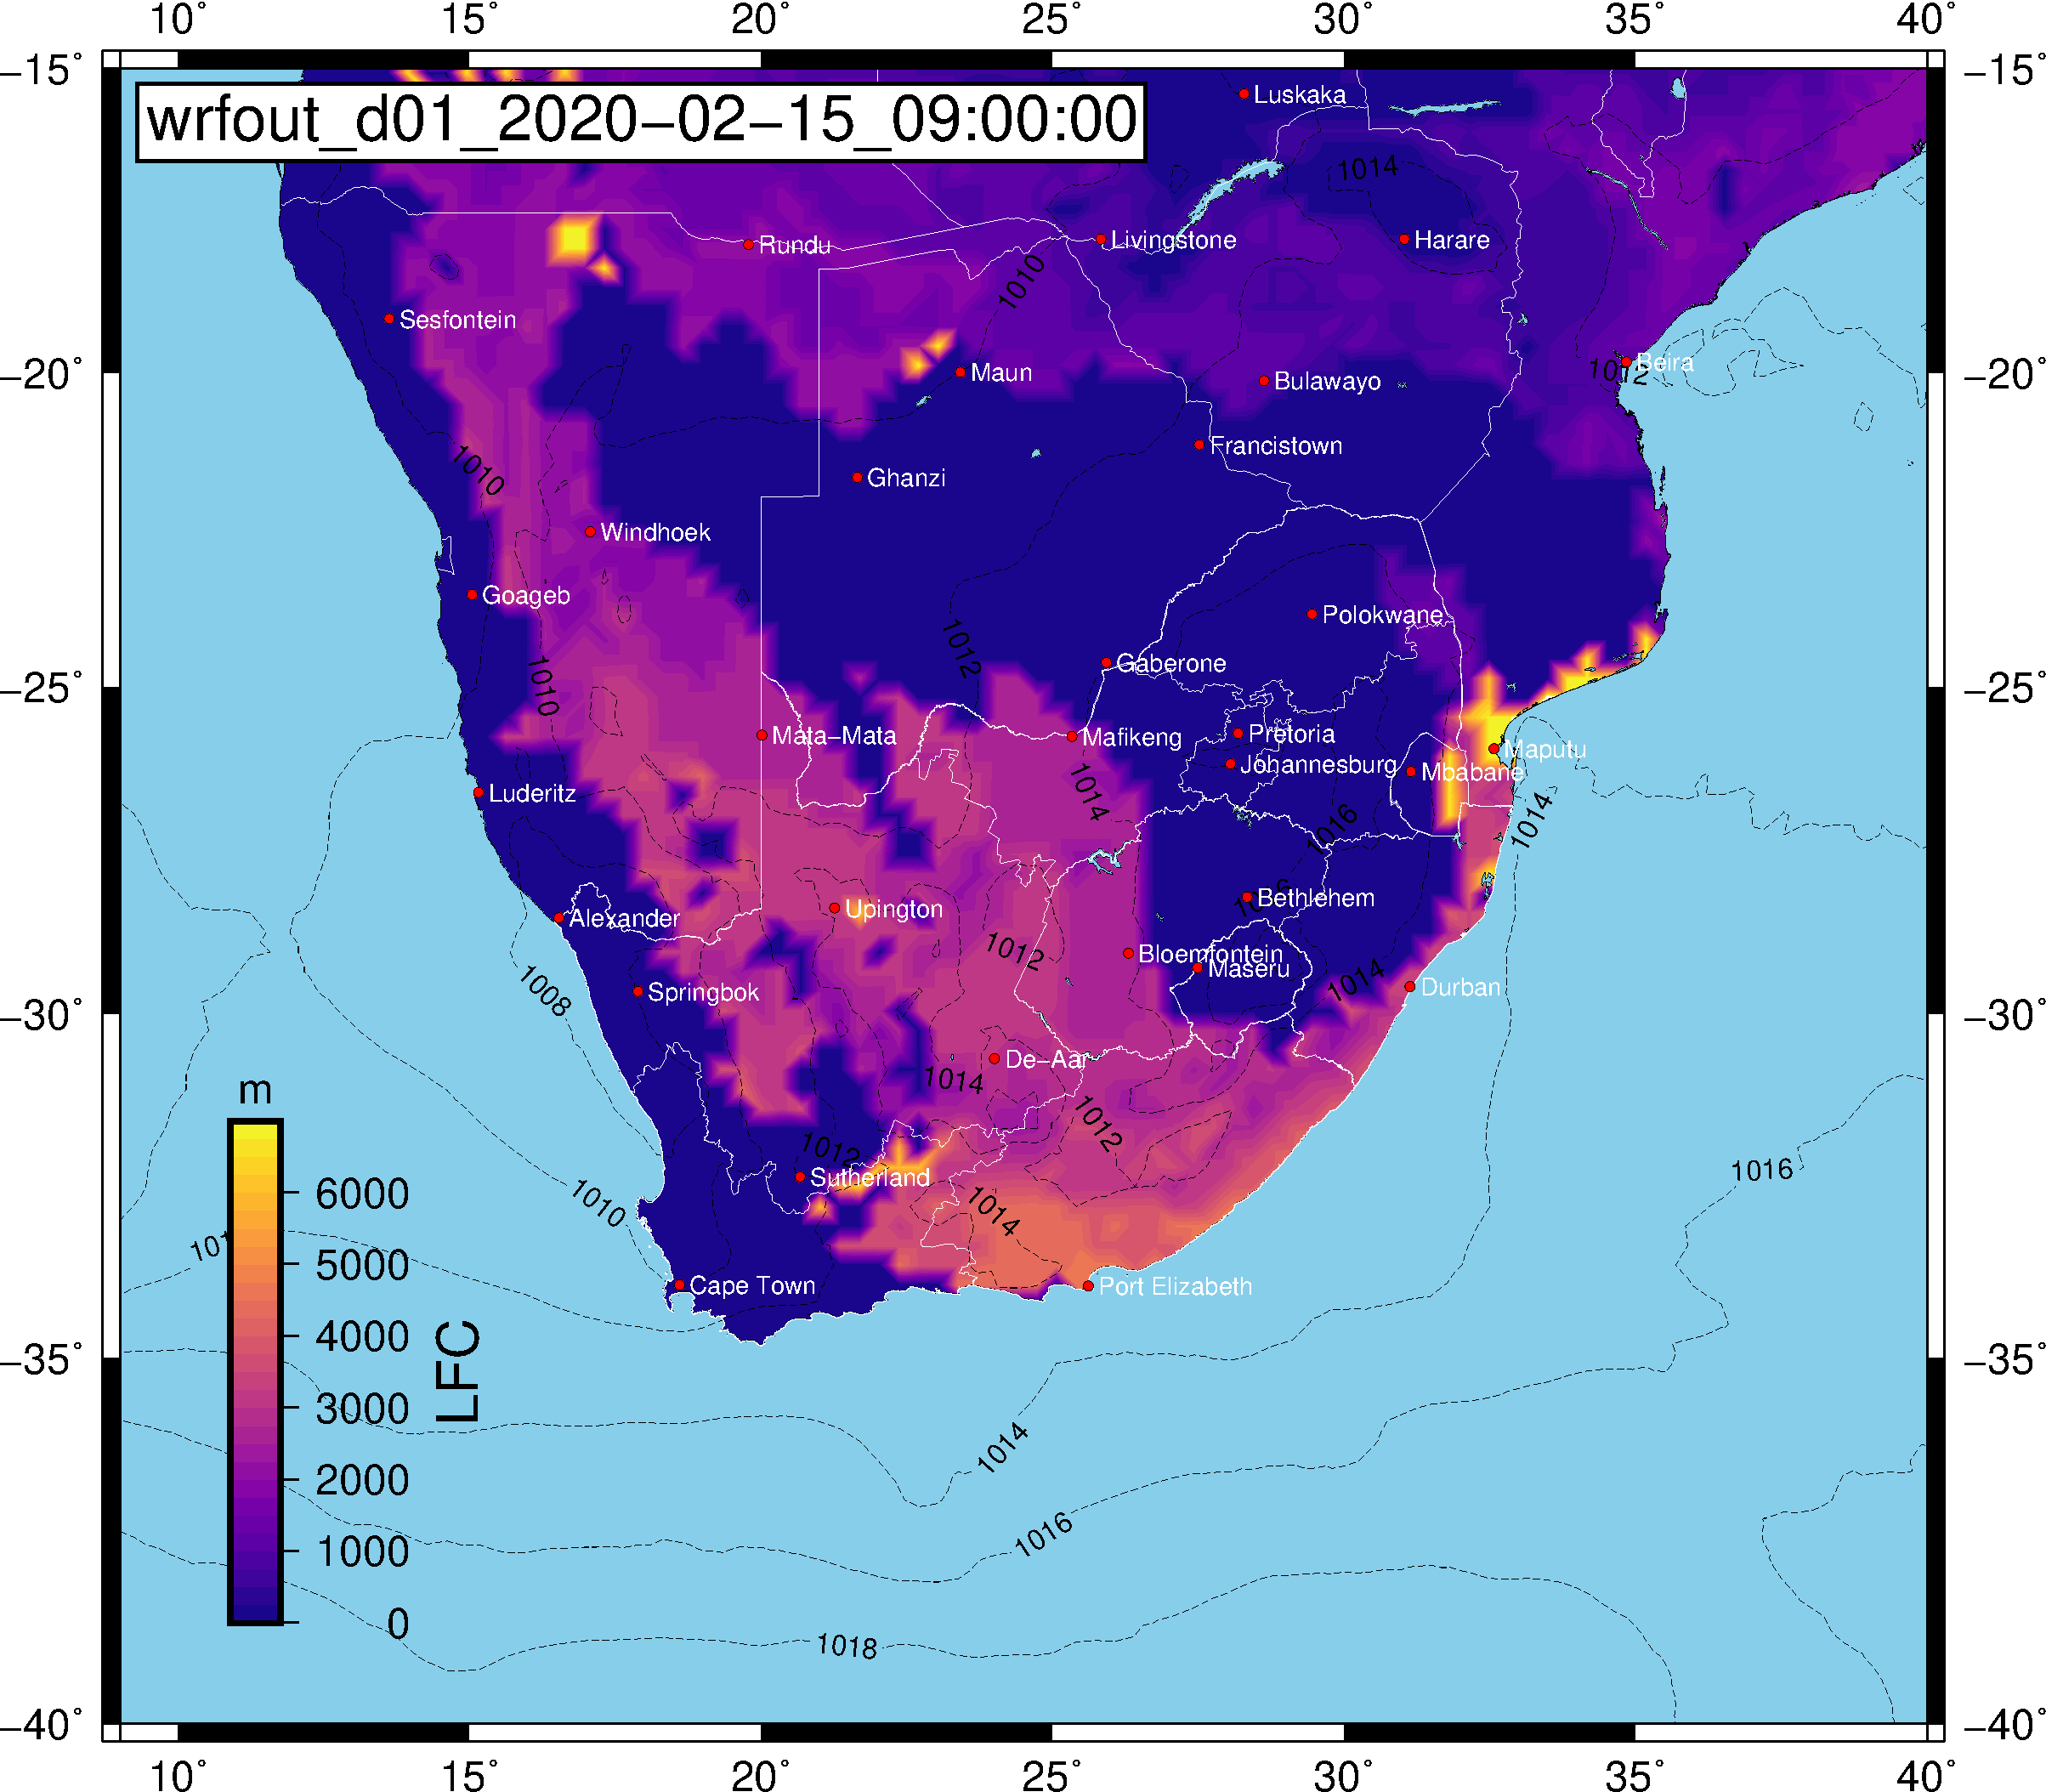 10° 15° 20° 25° 30° 35° 40°
−15° −15°
wrfout_d01_2020−02−15_09:00:00
Luskaka
1014
Rundu
Livingstone
Harare
1010
Sesfontein
−20° −20°
Maun
Bulawayo
Beira
1012
Francistown
1010
Ghanzi
Windhoek
Goageb
Polokwane
1012
Gaberone
−25° −25°
1010
Mata−Mata
Mafikeng
Pretoria
Maputu
Johannesburg
Mbabane
Luderitz
1014
1016
1014
Bethlehem
Alexander
Upington
1012
Bloemfontein
Maseru
1008
Springbok
1014
Durban
−30° −30°
De−Aar
1014
m
1012
1012
Sutherland
1016
6000
1010
1014
5000
Cape Town
Port Elizabeth
4000
−35° −35°
LFC
3000
1014
2000
1016
1000
0
1018
−40° −40°
10° 15° 20° 25° 30° 35° 40°